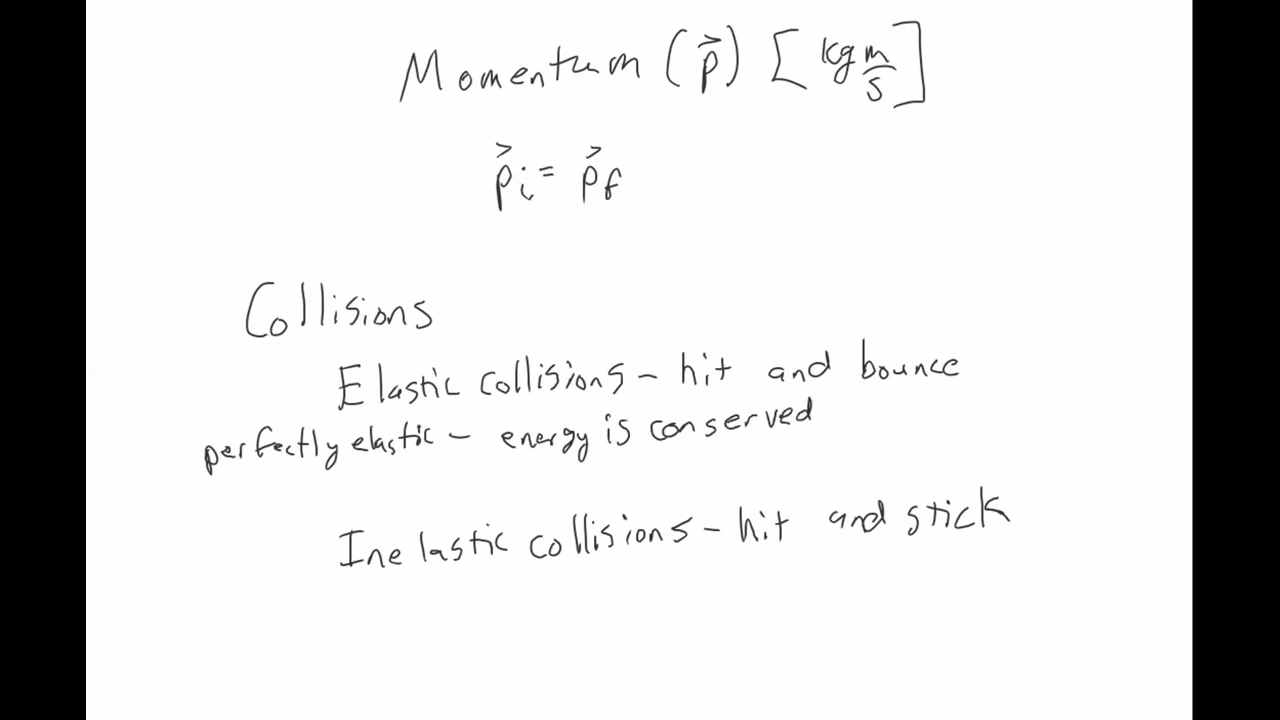 Momentum (p⃗) [kg m/s]
p⃗i = p⃗f
Collisions
Elastic collisions - hit and bounce
perfectly elastic - energy is conserved
Inelastic collisions - hit and stick